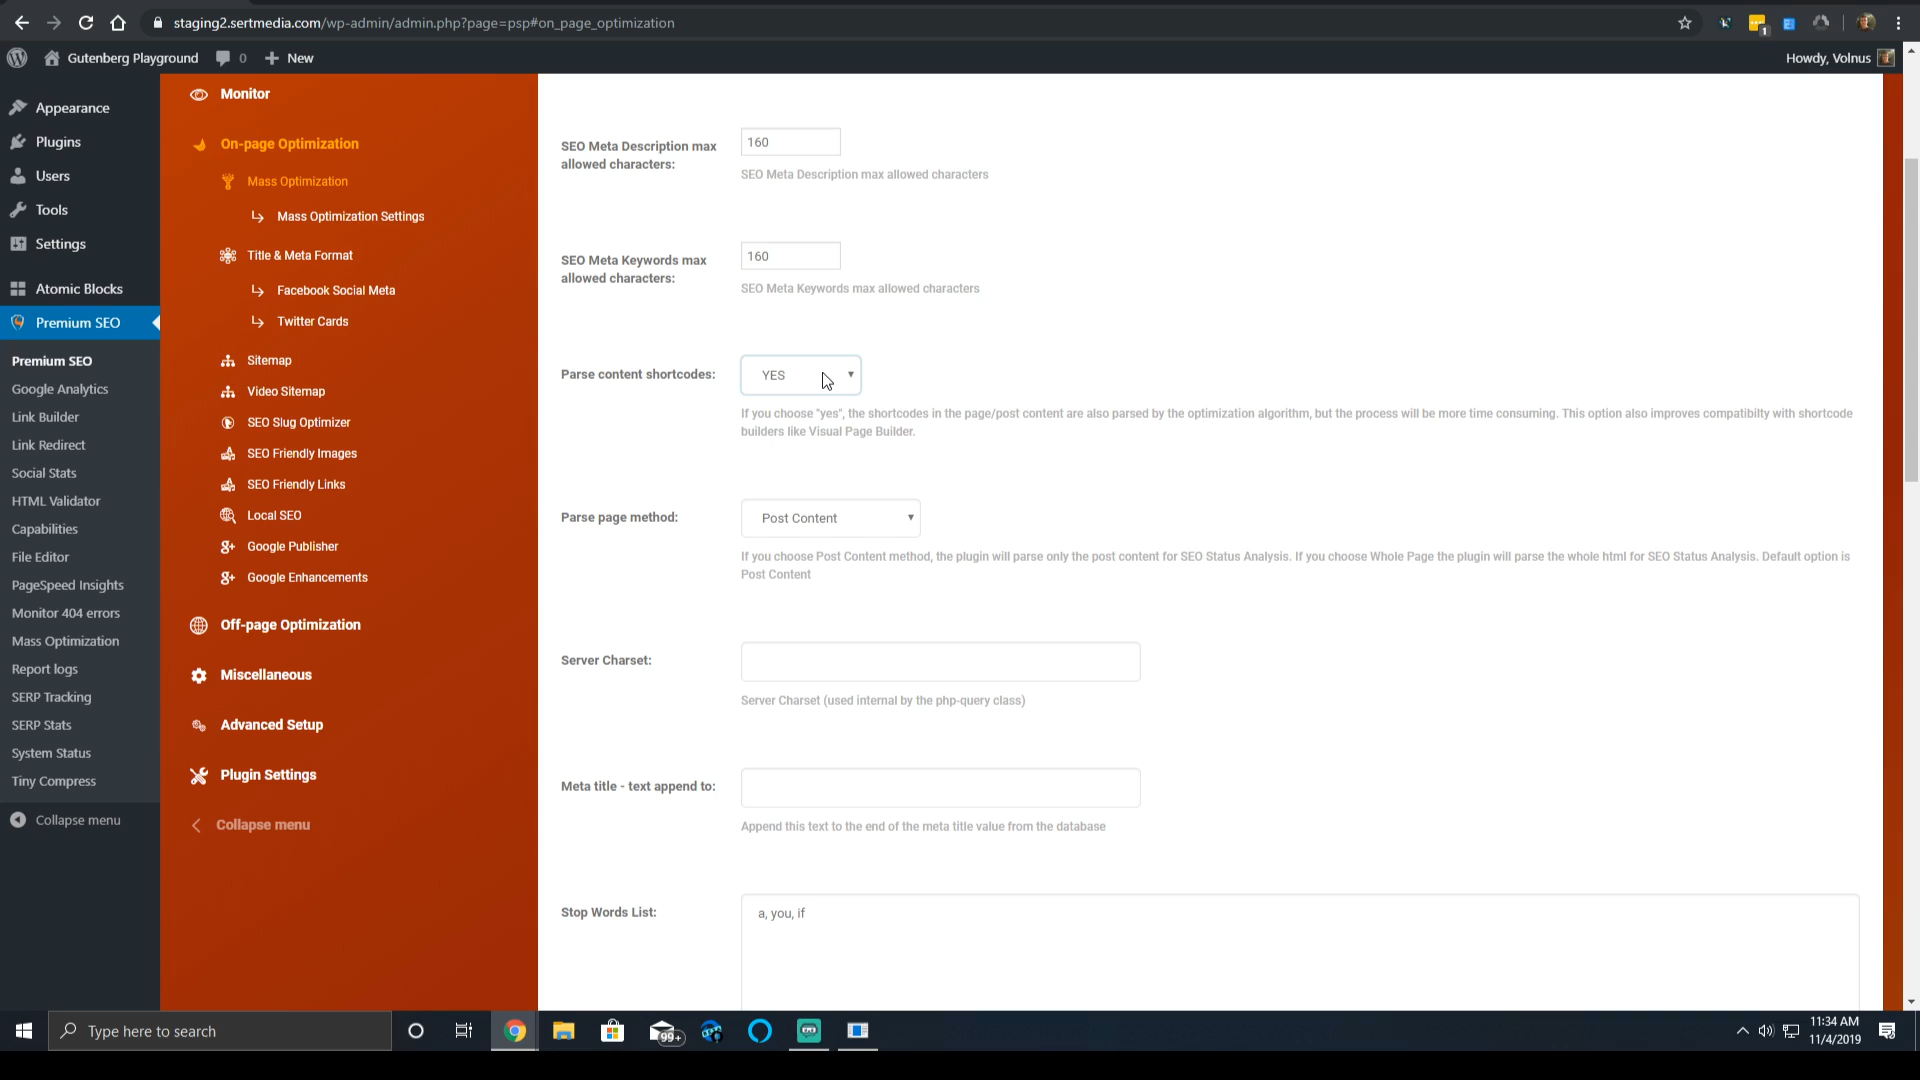 staging2.sertmedia.com/wp-admin/admin.php?page=psp#on_page_optimization
1
Gutenberg Playground
0
New
Howdy, Volnus
Appearance
Plugins
Users
Tools
Settings
Atomic Blocks
Premium SEO
Premium SEO
Google Analytics
Link Builder
Link Redirect
Social Stats
HTML Validator
Capabilities
File Editor
PageSpeed Insights
Monitor 404 errors
Mass Optimization
Report logs
SERP Tracking
SERP Stats
System Status
Tiny Compress
Collapse menu
Monitor
On-page Optimization
Mass Optimization
Mass Optimization Settings
Title & Meta Format
Facebook Social Meta
Twitter Cards
Sitemap
Video Sitemap
SEO Slug Optimizer
SEO Friendly Images
SEO Friendly Links
Local SEO
Google Publisher
Google Enhancements
Off-page Optimization
Miscellaneous
Advanced Setup
Plugin Settings
Collapse menu
SEO Meta Description max
allowed characters:
160
SEO Meta Description max allowed characters
SEO Meta Keywords max
allowed characters:
160
SEO Meta Keywords max allowed characters
Parse content shortcodes:
YES
If you choose "yes", the shortcodes in the page/post content are also parsed by the optimization algorithm, but the process will be more time consuming. This option also improves compatibilty with shortcode
builders like Visual Page Builder.
Parse page method:
Post Content
If you choose Post Content method, the plugin will parse only the post content for SEO Status Analysis. If you choose Whole Page the plugin will parse the whole html for SEO Status Analysis. Default option is
Post Content
Server Charset:
Server Charset (used internal by the php-query class)
Meta title - text append to:
Append this text to the end of the meta title value from the database
Stop Words List:
a, you, if
Type here to search
99+
11:34 AM
11/4/2019